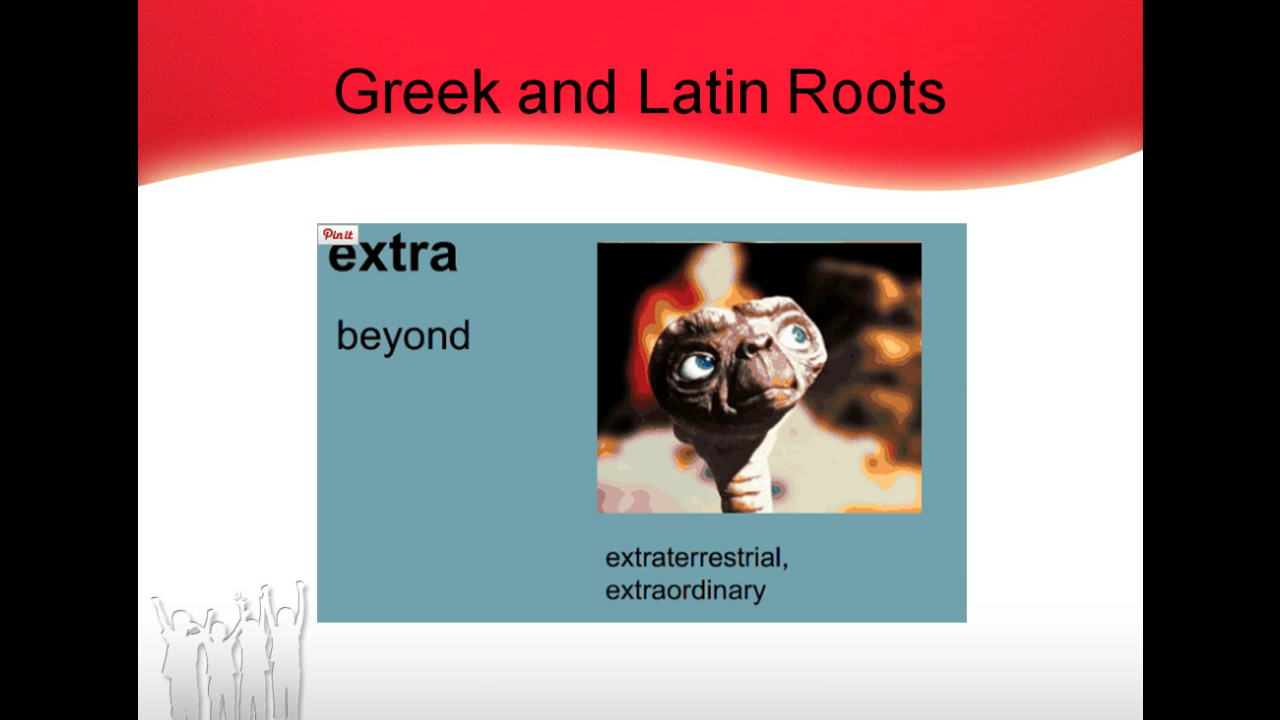 Greek and Latin Roots
Pin it
extra
beyond
extraterrestrial,
extraordinary